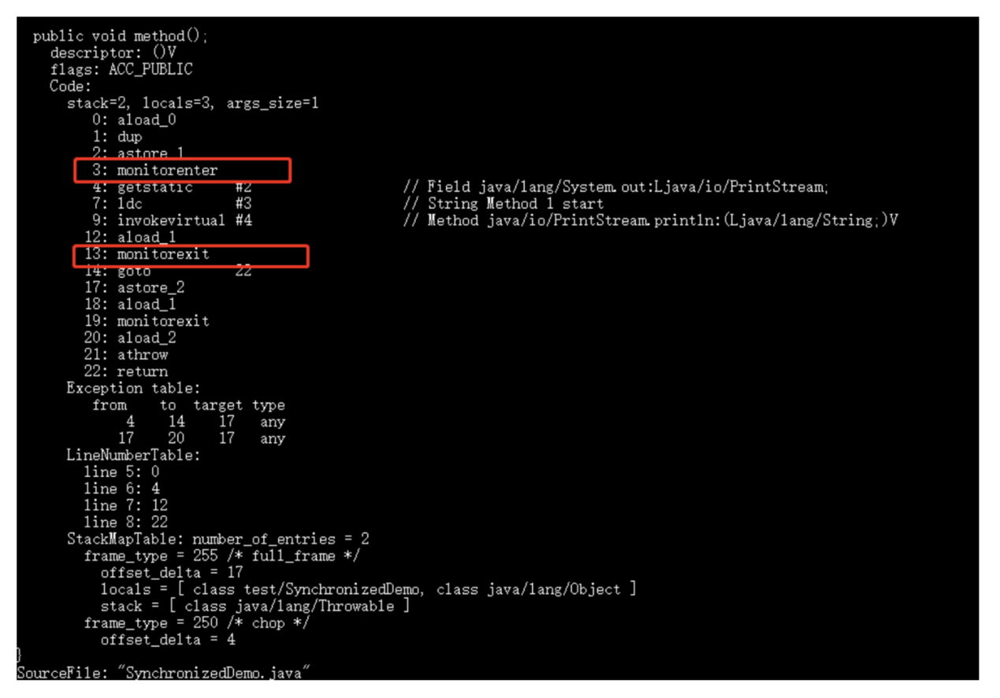 public void method();
descriptor: ()V
flags: ACC_PUBLIC
Code:
stack=2, locals=3, args_size=1
0: aload_0
1: dup
2: astore_1
3: monitorenter
4: getstatic #2 // Field java/lang/System.out:Ljava/io/PrintStream;
7: ldc #3 // String Method 1 start
9: invokevirtual #4 // Method java/io/PrintStream.println:(Ljava/lang/String;)V
12: aload_1
13: monitorexit
14: goto 22
17: astore_2
18: aload_1
19: monitorexit
20: aload_2
21: athrow
22: return
Exception table:
from to target type
4 14 17 any
17 20 17 any
LineNumberTable:
line 5: 0
line 6: 4
line 7: 12
line 8: 22
StackMapTable: number_of_entries = 2
frame_type = 255 /* full_frame */
offset_delta = 17
locals = [ class test/SynchronizedDemo, class java/lang/Object ]
stack = [ class java/lang/Throwable ]
frame_type = 250 /* chop */
offset_delta = 4
}
SourceFile: "SynchronizedDemo.java"